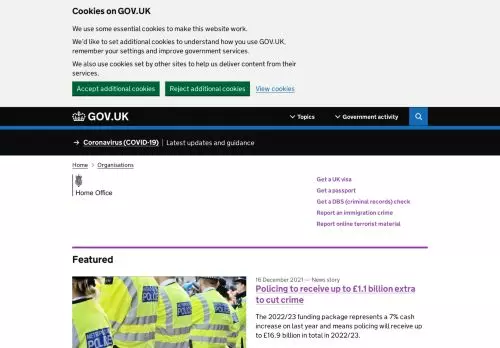 Cookies on GOV.UK
We use some essential cookies to make this website work.
We'd like to set additional cookies to understand how you use GOV.UK,
remember your settings and improve government services.
We also use cookies set by other sites to help us deliver content from their
services.
Accept additional cookies Reject additional cookies View cookies
GOV.UK Topics Government activity
→ Coronavirus (COVID-19) Latest updates and guidance
Home > Organisations
Home Office
Get a UK visa
Get a passport
Get a DBS (criminal records) check
Report an immigration crime
Report online terrorist material
Featured
16 December 2021 — News story
Policing to receive up to £1.1 billion extra
to cut crime
The 2022/23 funding package represents a 7% cash
increase on last year and means policing will receive
up to £16.9 billion in total in 2022/23.
POLICE
METROPOLITAN
POLICE